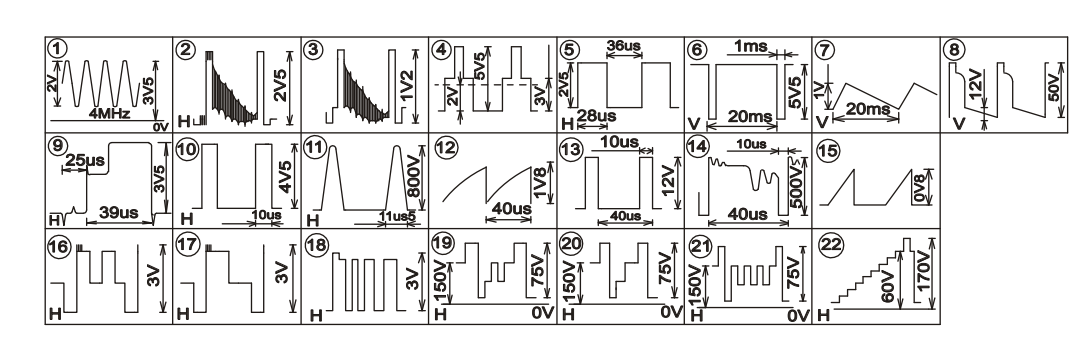 1 2V 4MHz 3V5 0V
2 H 2V5
3 1V2
4 2V 5V5 3V
5 2V5 36us H 28us
6 1ms V 20ms 5V5
7 1V V 20ms
8 12V V 50V
9 25us H 39us 3V5
10 H 10us 4V5
11 H 11us5 800V
12 40us 1V8
13 10us 40us 12V
14 10us 40us 500V
15 0V8
16 H 3V
17 H 3V
18 H 3V
19 150V H 75V 0V
20 150V H 75V 0V
21 150V H 75V 0V
22 H 60V 170V